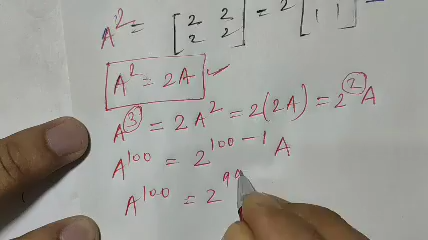 A² = [2 2; 2 2] = 2 [1 1
A² = 2A
A³ = 2A² = 2(2A) = 2²A
A¹⁰⁰ = 2¹⁰⁰⁻¹ A
A¹⁰⁰ = 2⁹⁹